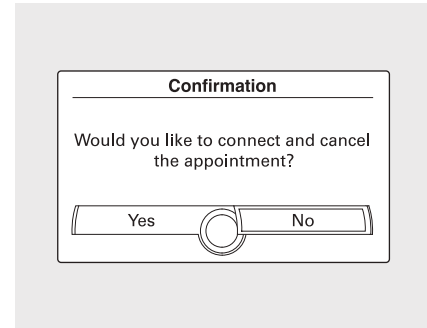 Confirmation
Would you like to connect and cancel
the appointment?
Yes No